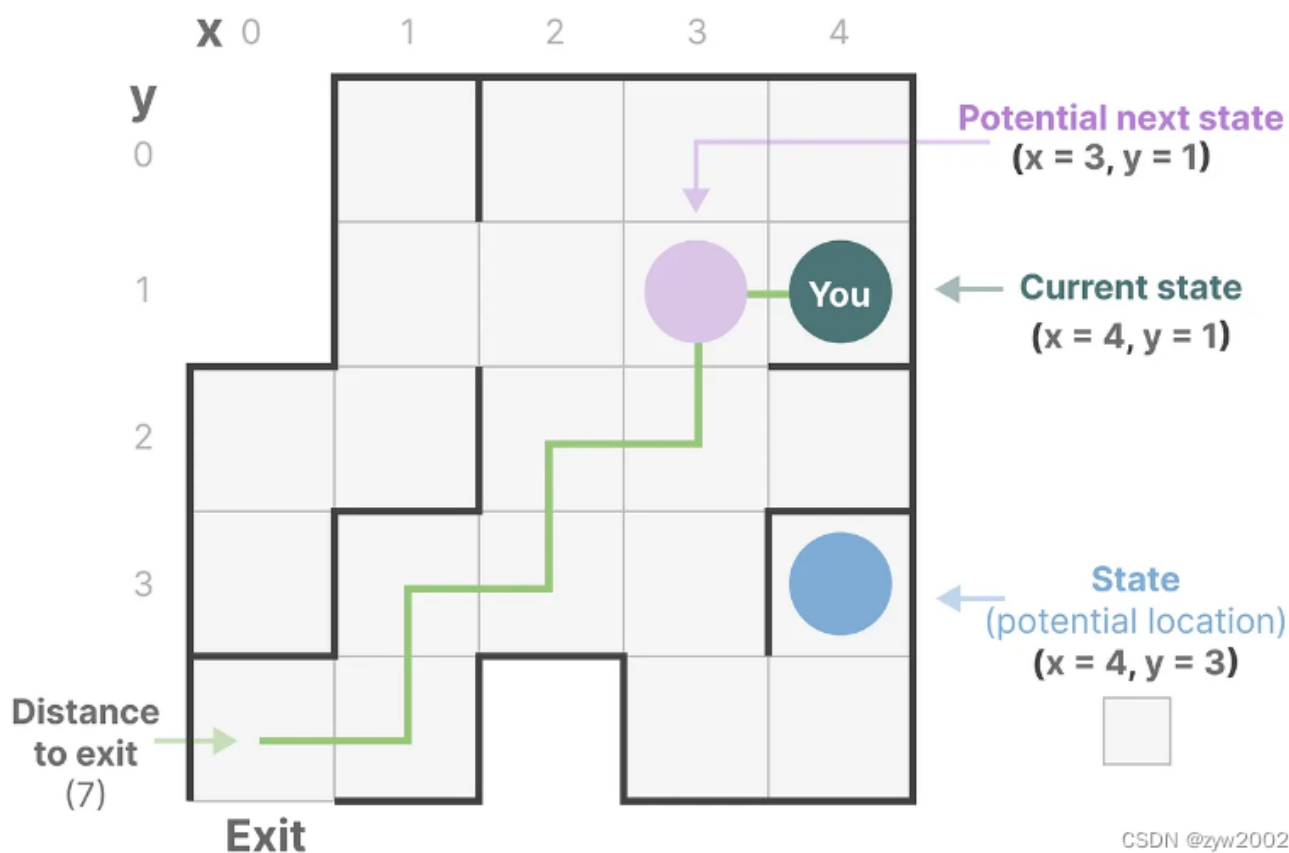 x 0 1 2 3 4
y
0
Potential next state
(x = 3, y = 1)
1
You
Current state
(x = 4, y = 1)
2
3
State
(potential location)
(x = 4, y = 3)
Distance
to exit
(7)
Exit
CSDN @zyw2002